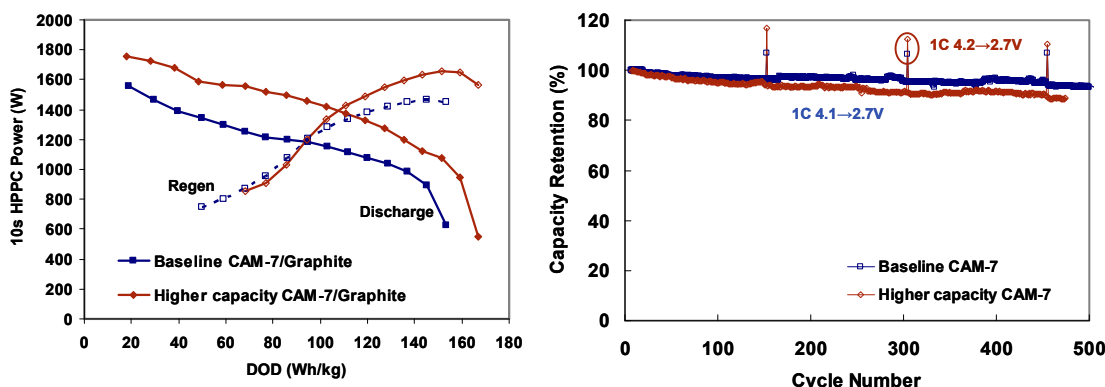 10s HPPC Power (W)
2000
1800
1600
1400
1200
1000
800
600
400
200
0
Regen
Discharge
Baseline CAM-7/Graphite
Higher capacity CAM-7/Graphite
0 20 40 60 80 100 120 140 160 180
DOD (Wh/kg)
Capacity Retention (%)
120
100
80
60
40
20
0
1C 4.2→2.7V
1C 4.1→2.7V
Baseline CAM-7
Higher capacity CAM-7
0 100 200 300 400 500
Cycle Number